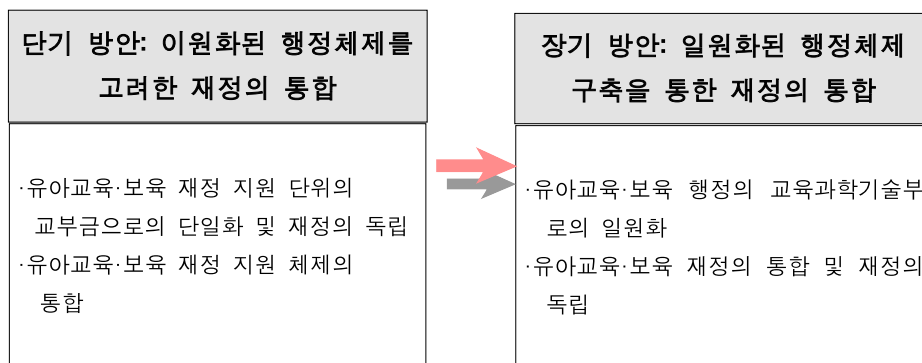 단기 방안: 이원화된 행정체제를
고려한 재정의 통합
·유아교육·보육 재정 지원 단위의
교부금으로의 단일화 및 재정의 독립
·유아교육·보육 재정 지원 체제의
통합
장기 방안: 일원화된 행정체제
구축을 통한 재정의 통합
·유아교육·보육 행정의 교육과학기술부
로의 일원화
·유아교육·보육 재정의 통합 및 재정의
독립